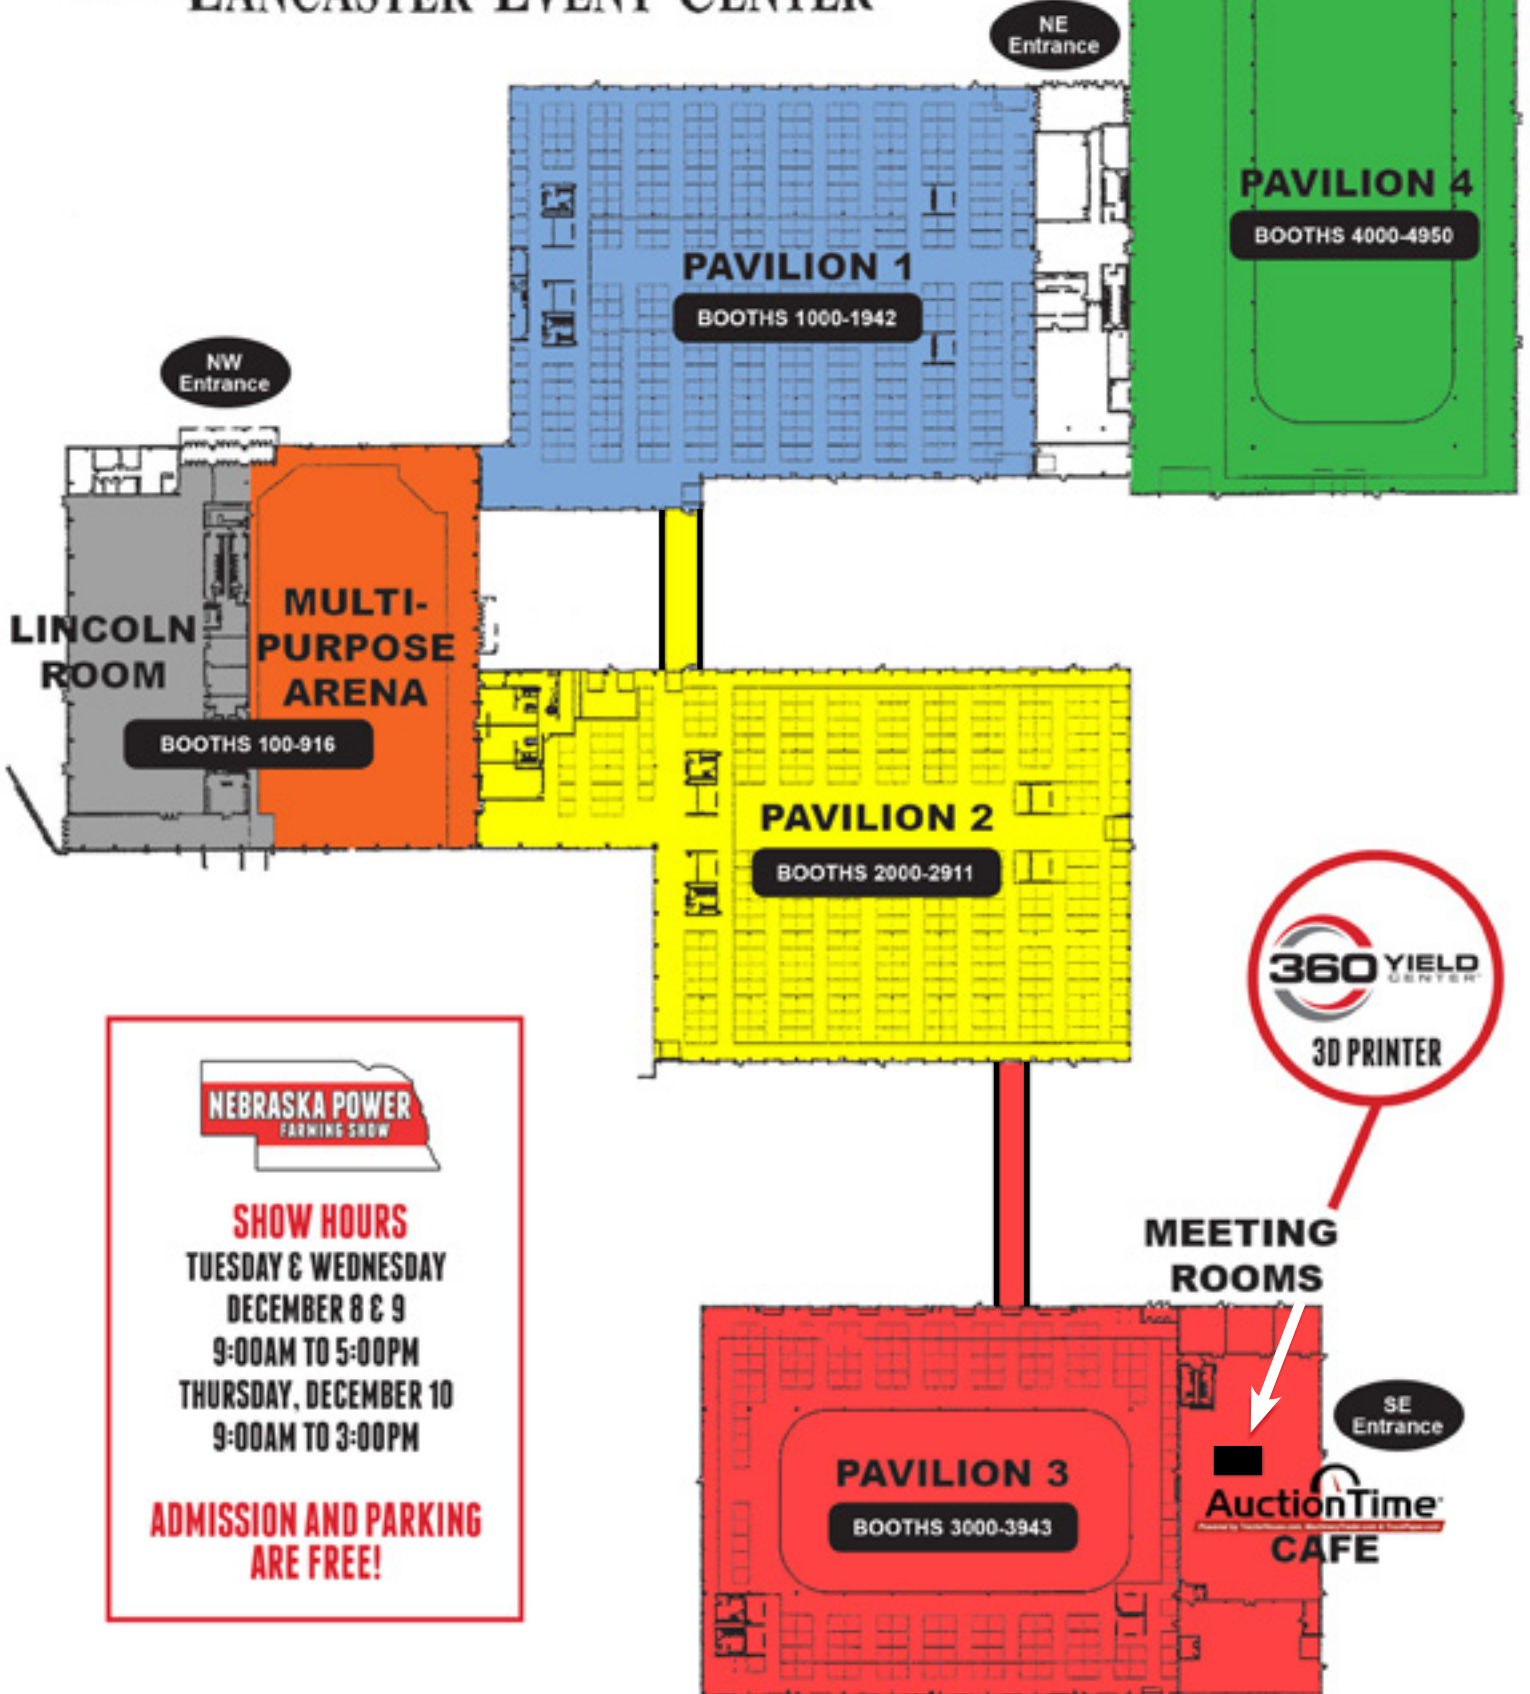 LANCASTER EVENT CENTER
NE
Entrance
PAVILION 4
BOOTHS 4000-4950
PAVILION 1
BOOTHS 1000-1942
NW
Entrance
LINCOLN
ROOM
MULTI-
PURPOSE
ARENA
BOOTHS 100-916
PAVILION 2
BOOTHS 2000-2911
360 YIELD
CENTER
3D PRINTER
NEBRASKA POWER
FARMING SHOW
SHOW HOURS
TUESDAY & WEDNESDAY
DECEMBER 8 & 9
9:00AM TO 5:00PM
THURSDAY, DECEMBER 10
9:00AM TO 3:00PM
ADMISSION AND PARKING
ARE FREE!
MEETING
ROOMS
SE
Entrance
PAVILION 3
BOOTHS 3000-3943
AuctionTime
CAFE